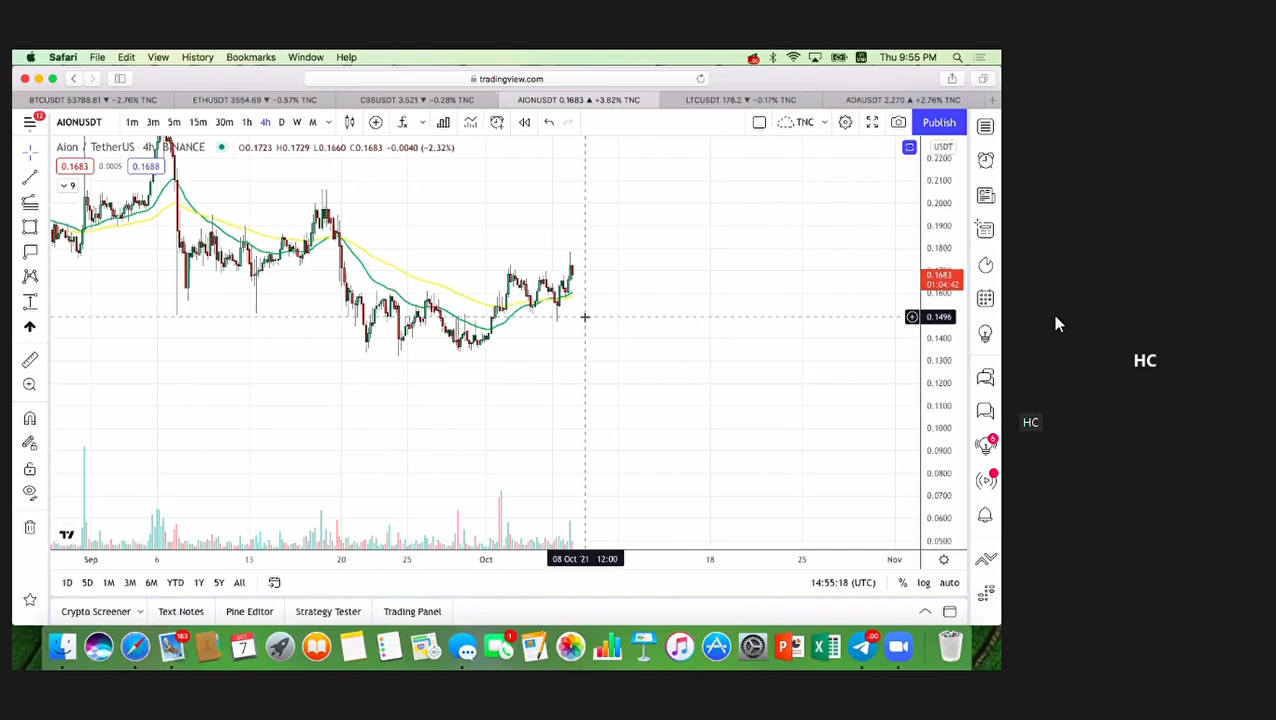 Safari File Edit View History Bookmarks Window Help Thu 9:55 PM
tradingview.com
BTCUSDT 53788.81 ▼ −2.76% TNC ETHUSDT 3554.69 ▼ −0.57% TNC C98USDT 3.521 ▼ −0.28% TNC AIONUSDT 0.1683 ▲ +3.82% TNC LTCUSDT 178.2 ▼ −0.17% TNC ADAUSDT 2.270 ▲ +2.76% TNC
12 AIONUSDT 1m 3m 5m 15m 30m 1h 4h D W M TNC Publish
Aion / TetherUS 4h BINANCE O0.1723 H0.1729 L0.1660 C0.1683 −0.0040 (−2.32%) USDT
0.1683 0.0005 0.1688
9
0.2200
0.2100
0.2000
0.1900
0.1800
0.1683
01:04:42
0.1600
0.1496
0.1400
0.1300
0.1200
0.1100
0.1000
0.0900
0.0800
0.0700
0.0600
0.0500
Sep 6 13 20 25 Oct 08 Oct '21 12:00 18 25 Nov
1D 5D 1M 3M 6M YTD 1Y 5Y All 14:55:18 (UTC) % log auto
Crypto Screener Text Notes Pine Editor Strategy Tester Trading Panel
183 OCT 7 1
HC
HC